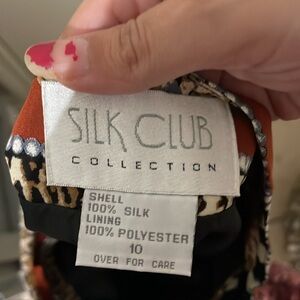 SILK CLUB
COLLECTION
SHELL
100% SILK
LINING
100% POLYESTER
10
OVER FOR CARE